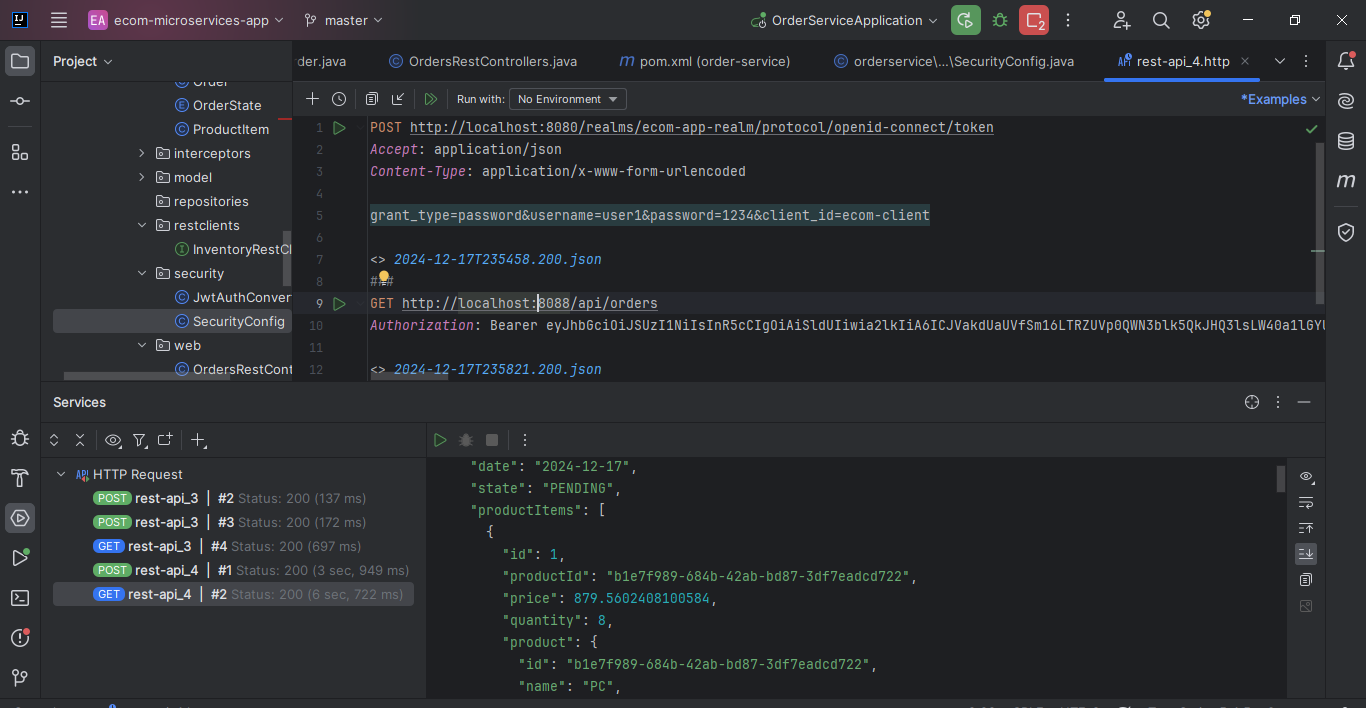 EA ecom-microservices-app master OrderServiceApplication 2
Project
der.java OrdersRestControllers.java pom.xml (order-service) orderservice\...\SecurityConfig.java rest-api_4.http
Run with: No Environment *Examples
Order
OrderState
ProductItem
interceptors
model
repositories
restclients
InventoryRestCl
security
JwtAuthConver
SecurityConfig
web
OrdersRestCont
1 POST http://localhost:8080/realms/ecom-app-realm/protocol/openid-connect/token
2 Accept: application/json
3 Content-Type: application/x-www-form-urlencoded
4
5 grant_type=password&username=user1&password=1234&client_id=ecom-client
6
7 <> 2024-12-17T235458.200.json
8 ###
9 GET http://localhost:8088/api/orders
10 Authorization: Bearer
11
12 <> 2024-12-17T235821.200.json
Services
HTTP Request
POST rest-api_3 | #2 Status: 200 (137 ms)
POST rest-api_3 | #3 Status: 200 (172 ms)
GET rest-api_3 | #4 Status: 200 (697 ms)
POST rest-api_4 | #1 Status: 200 (3 sec, 949 ms)
GET rest-api_4 | #2 Status: 200 (6 sec, 722 ms)
"date": "2024-12-17",
"state": "PENDING",
"productItems": [
{
"id": 1,
"productId": "b1e7f989-684b-42ab-bd87-3df7eadcd722",
"price": 879.5602408100584,
"quantity": 8,
"product": {
"id": "b1e7f989-684b-42ab-bd87-3df7eadcd722",
"name": "PC",